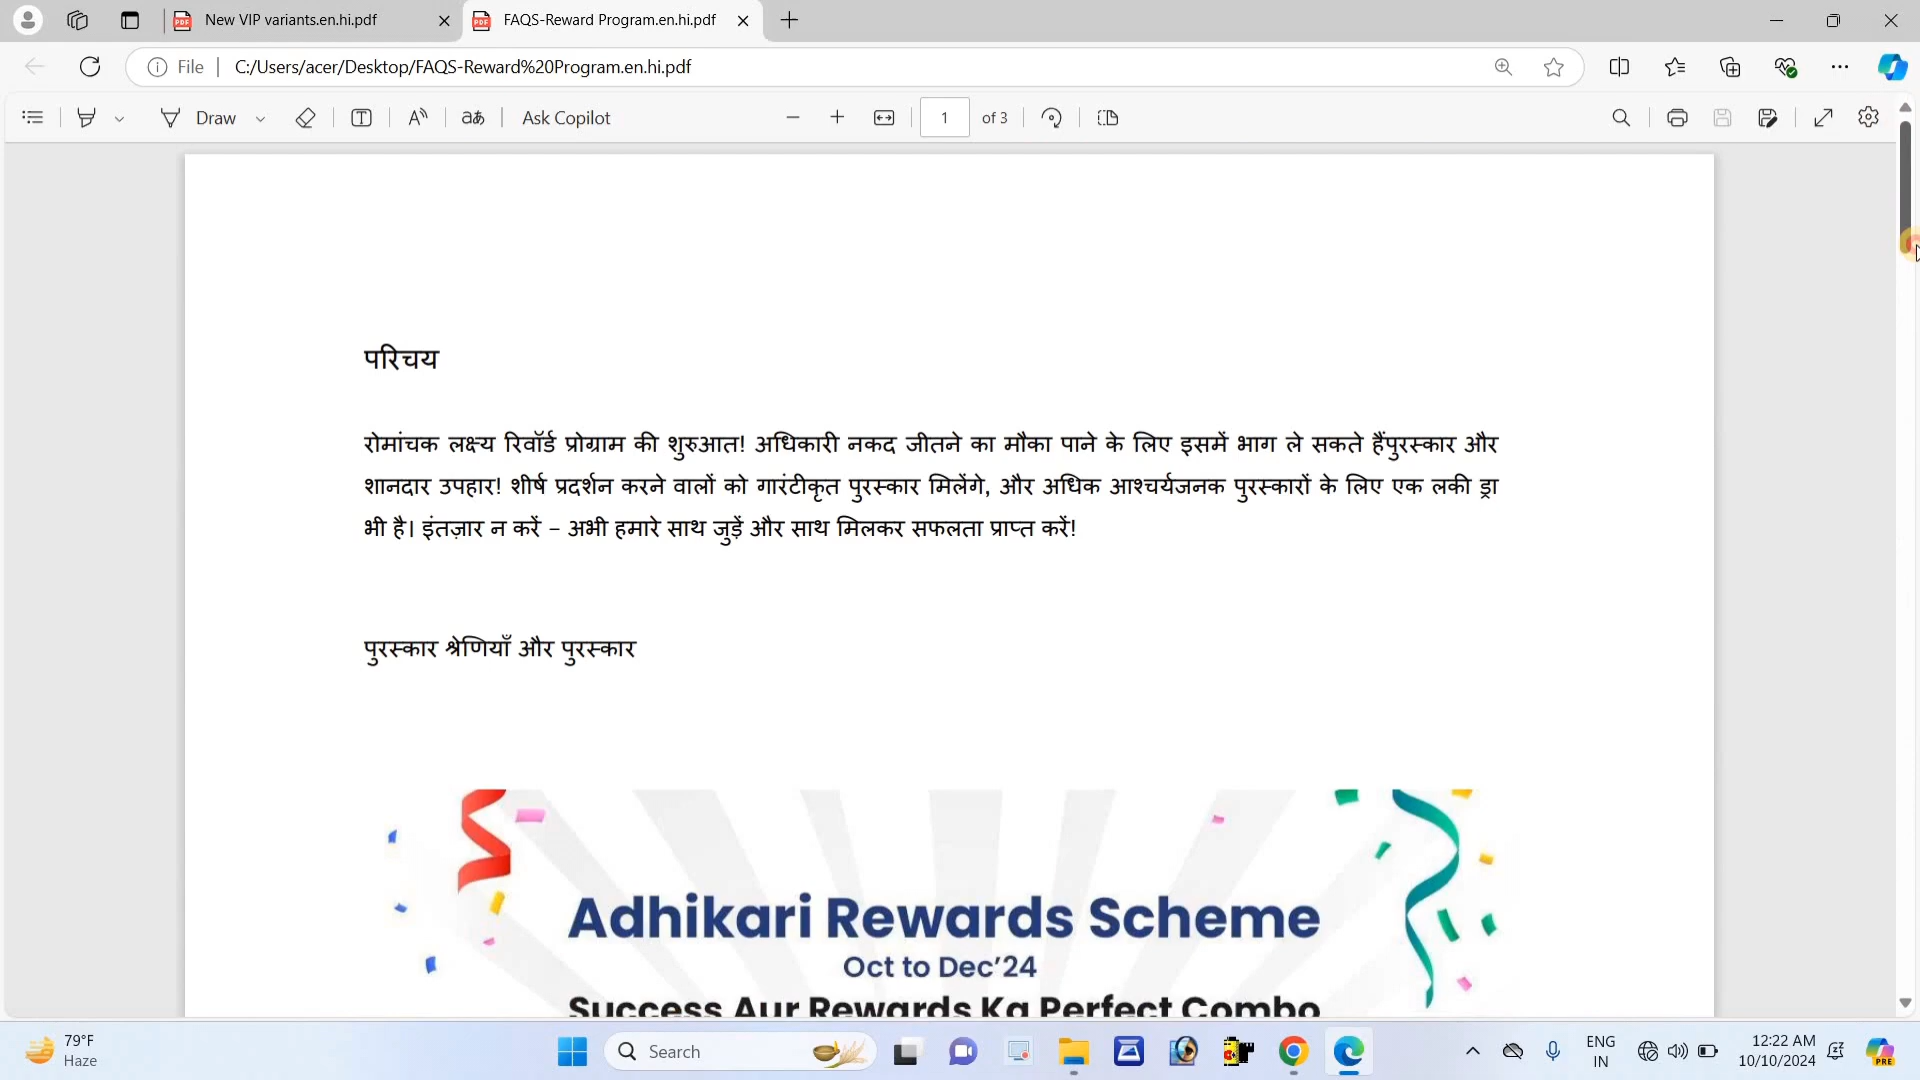 New VIP variants.en.hi.pdf
FAQS-Reward Program.en.hi.pdf
File
C:/Users/acer/Desktop/FAQS-Reward%20Program.en.hi.pdf
Draw
Ask Copilot
1 of 3
परिचय
रोमांचक लक्ष्य रिवॉर्ड प्रोग्राम की शुरुआत! अधिकारी नकद जीतने का मौका पाने के लिए इसमें भाग ले सकते हैंपुरस्कार और
शानदार उपहार! शीर्ष प्रदर्शन करने वालों को गारंटीकृत पुरस्कार मिलेंगे, और अधिक आश्चर्यजनक पुरस्कारों के लिए एक लकी ड्रा
भी है। इंतज़ार न करें – अभी हमारे साथ जुड़ें और साथ मिलकर सफलता प्राप्त करें!
पुरस्कार श्रेणियाँ और पुरस्कार
Adhikari Rewards Scheme
Oct to Dec'24
Success Aur Rewards Ka Perfect Combo
79°F
Haze
Search
ENG
IN
12:22 AM
10/10/2024